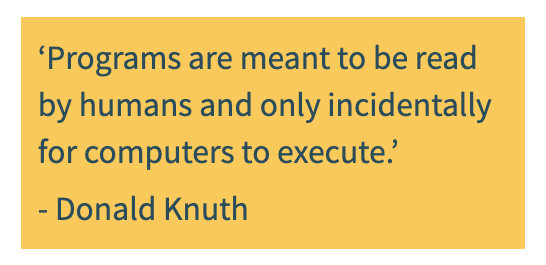 ‘Programs are meant to be read
by humans and only incidentally
for computers to execute.’
- Donald Knuth